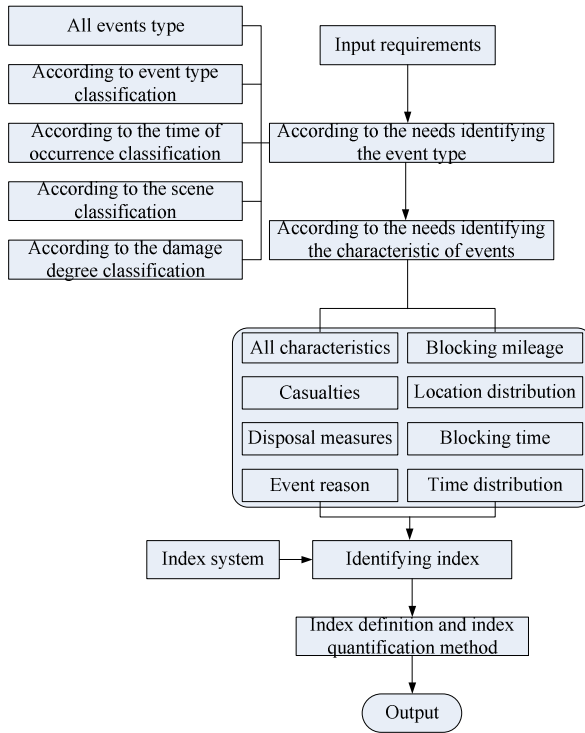 All events type
According to event type
classification
According to the time of
occurrence classification
According to the scene
classification
According to the damage
degree classification
Input requirements
According to the needs identifying
the event type
According to the needs identifying
the characteristic of events
All characteristics
Blocking mileage
Casualties
Location distribution
Disposal measures
Blocking time
Event reason
Time distribution
Index system
Identifying index
Index definition and index
quantification method
Output